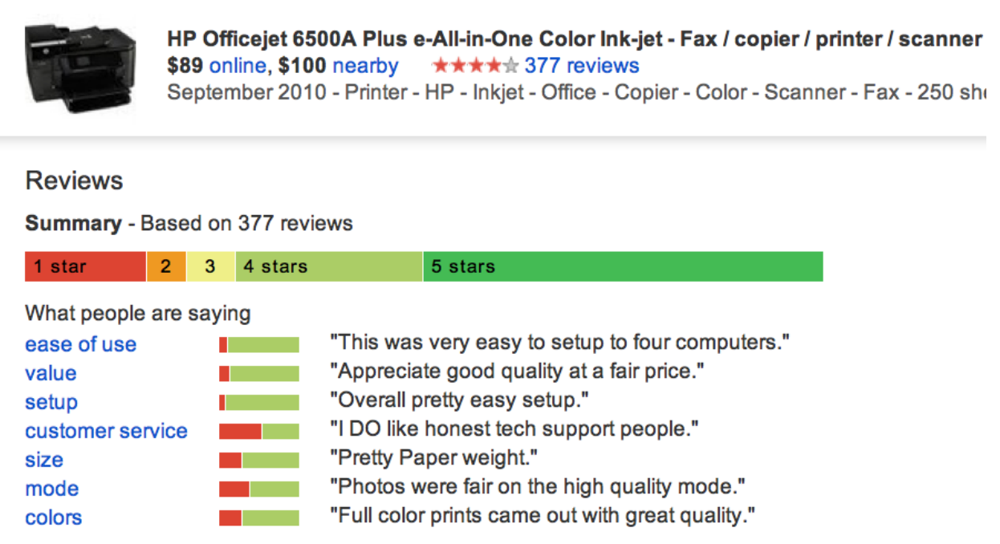 HP Officejet 6500A Plus e-All-in-One Color Ink-jet - Fax / copier / printer / scanner
$89 online, $100 nearby 377 reviews
September 2010 - Printer - HP - Inkjet - Office - Copier - Color - Scanner - Fax - 250
Reviews
Summary - Based on 377 reviews
1 star 2 3 4 stars 5 stars
What people are saying
ease of use "This was very easy to setup to four computers."
value "Appreciate good quality at a fair price."
setup "Overall pretty easy setup."
customer service "I DO like honest tech support people."
size "Pretty Paper weight."
mode "Photos were fair on the high quality mode."
colors "Full color prints came out with great quality."